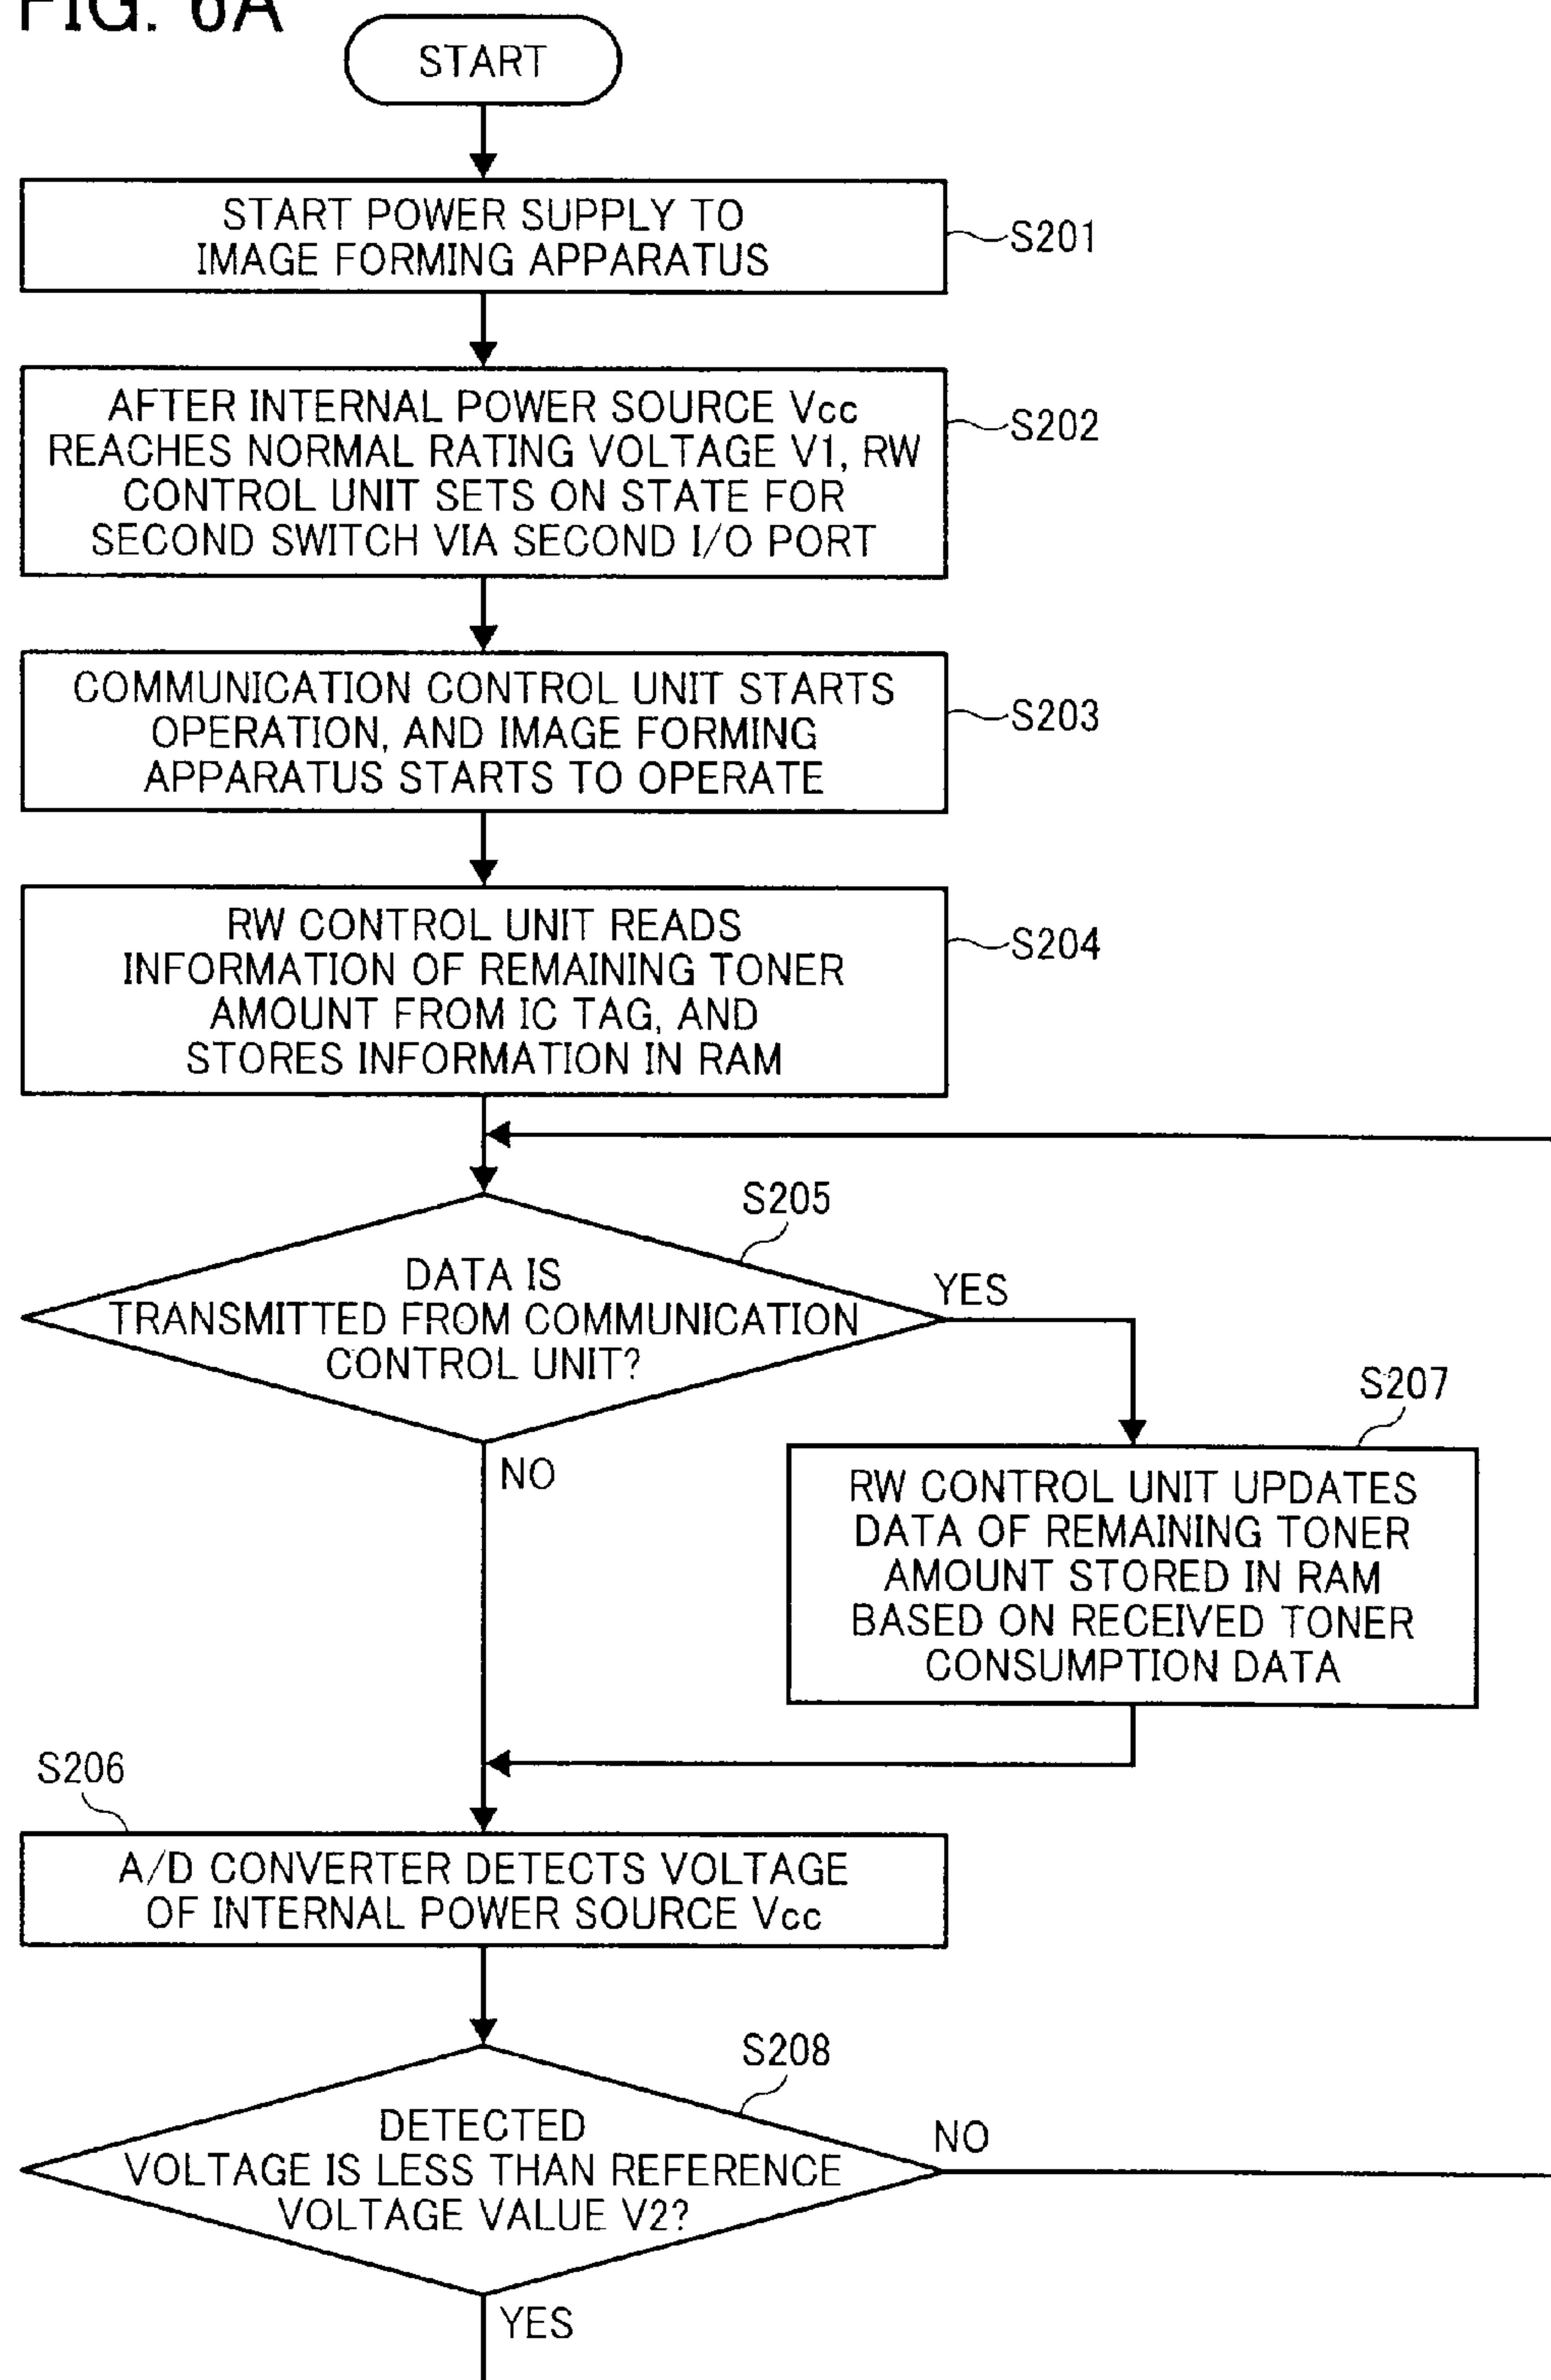 FIG. 6A
START
START POWER SUPPLY TO
IMAGE FORMING APPARATUS
S201
AFTER INTERNAL POWER SOURCE Vcc
REACHES NORMAL RATING VOLTAGE V1, RW
CONTROL UNIT SETS ON STATE FOR
SECOND SWITCH VIA SECOND I/O PORT
S202
COMMUNICATION CONTROL UNIT STARTS
OPERATION, AND IMAGE FORMING
APPARATUS STARTS TO OPERATE
S203
RW CONTROL UNIT READS
INFORMATION OF REMAINING TONER
AMOUNT FROM IC TAG, AND
STORES INFORMATION IN RAM
S204
S205
DATA IS
TRANSMITTED FROM COMMUNICATION
CONTROL UNIT?
YES
NO
S207
RW CONTROL UNIT UPDATES
DATA OF REMAINING TONER
AMOUNT STORED IN RAM
BASED ON RECEIVED TONER
CONSUMPTION DATA
S206
A/D CONVERTER DETECTS VOLTAGE
OF INTERNAL POWER SOURCE Vcc
S208
DETECTED
VOLTAGE IS LESS THAN REFERENCE
VOLTAGE VALUE V2?
NO
YES